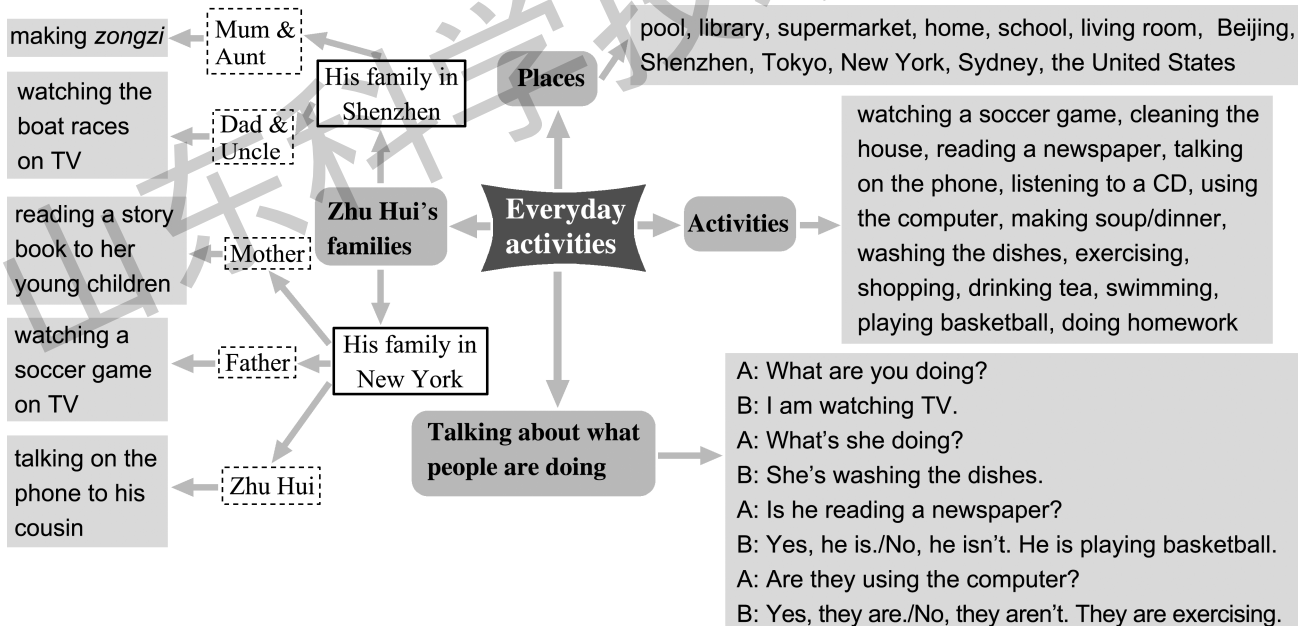 making zongzi
Mum &
Aunt
His family in
Shenzhen
watching the
boat races
on TV
Dad &
Uncle
Places
pool, library, supermarket, home, school, living room, Beijing,
Shenzhen, Tokyo, New York, Sydney, the United States
Zhu Hui's
families
Everyday
activities
Activities
watching a soccer game, cleaning the
house, reading a newspaper, talking
on the phone, listening to a CD, using
the computer, making soup/dinner,
washing the dishes, exercising,
shopping, drinking tea, swimming,
playing basketball, doing homework
reading a story
book to her
young children
Mother
watching a
soccer game
on TV
Father
His family in
New York
talking on the
phone to his
cousin
Zhu Hui
Talking about what
people are doing
A: What are you doing?
B: I am watching TV.
A: What's she doing?
B: She's washing the dishes.
A: Is he reading a newspaper?
B: Yes, he is./No, he isn't. He is playing basketball.
A: Are they using the computer?
B: Yes, they are./No, they aren't. They are exercising.
山东科学技